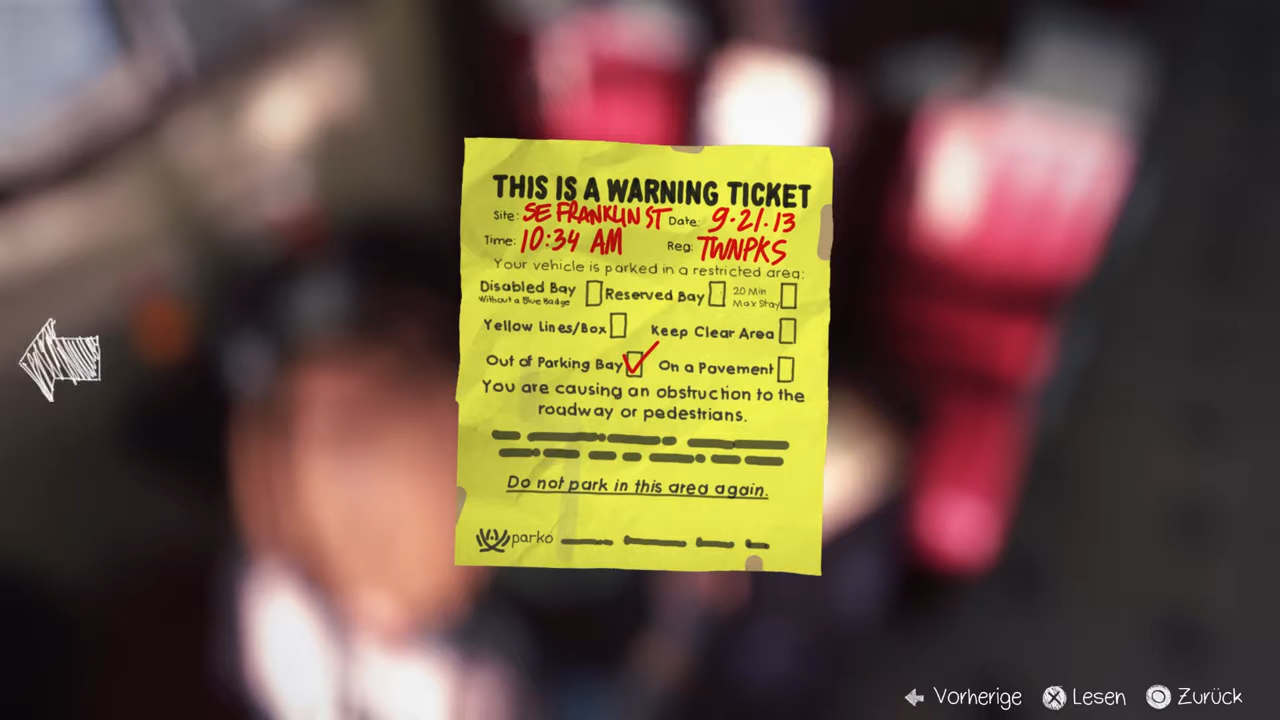 THIS IS A WARNING TICKET
Site: SE FRANKLIN ST Date: 9.21.13
Time: 10:34 AM Reg: TWNPKS
Your vehicle is parked in a restricted area:
Disabled Bay Reserved Bay 20 Min
Without a Blue Badge Max Stay
Yellow Lines/Box Keep Clear Area
Out of Parking Bay On a Pavement
You are causing an obstruction to the
roadway or pedestrians.
Do not park in this area again.
parko
Vorherige Lesen Zurück